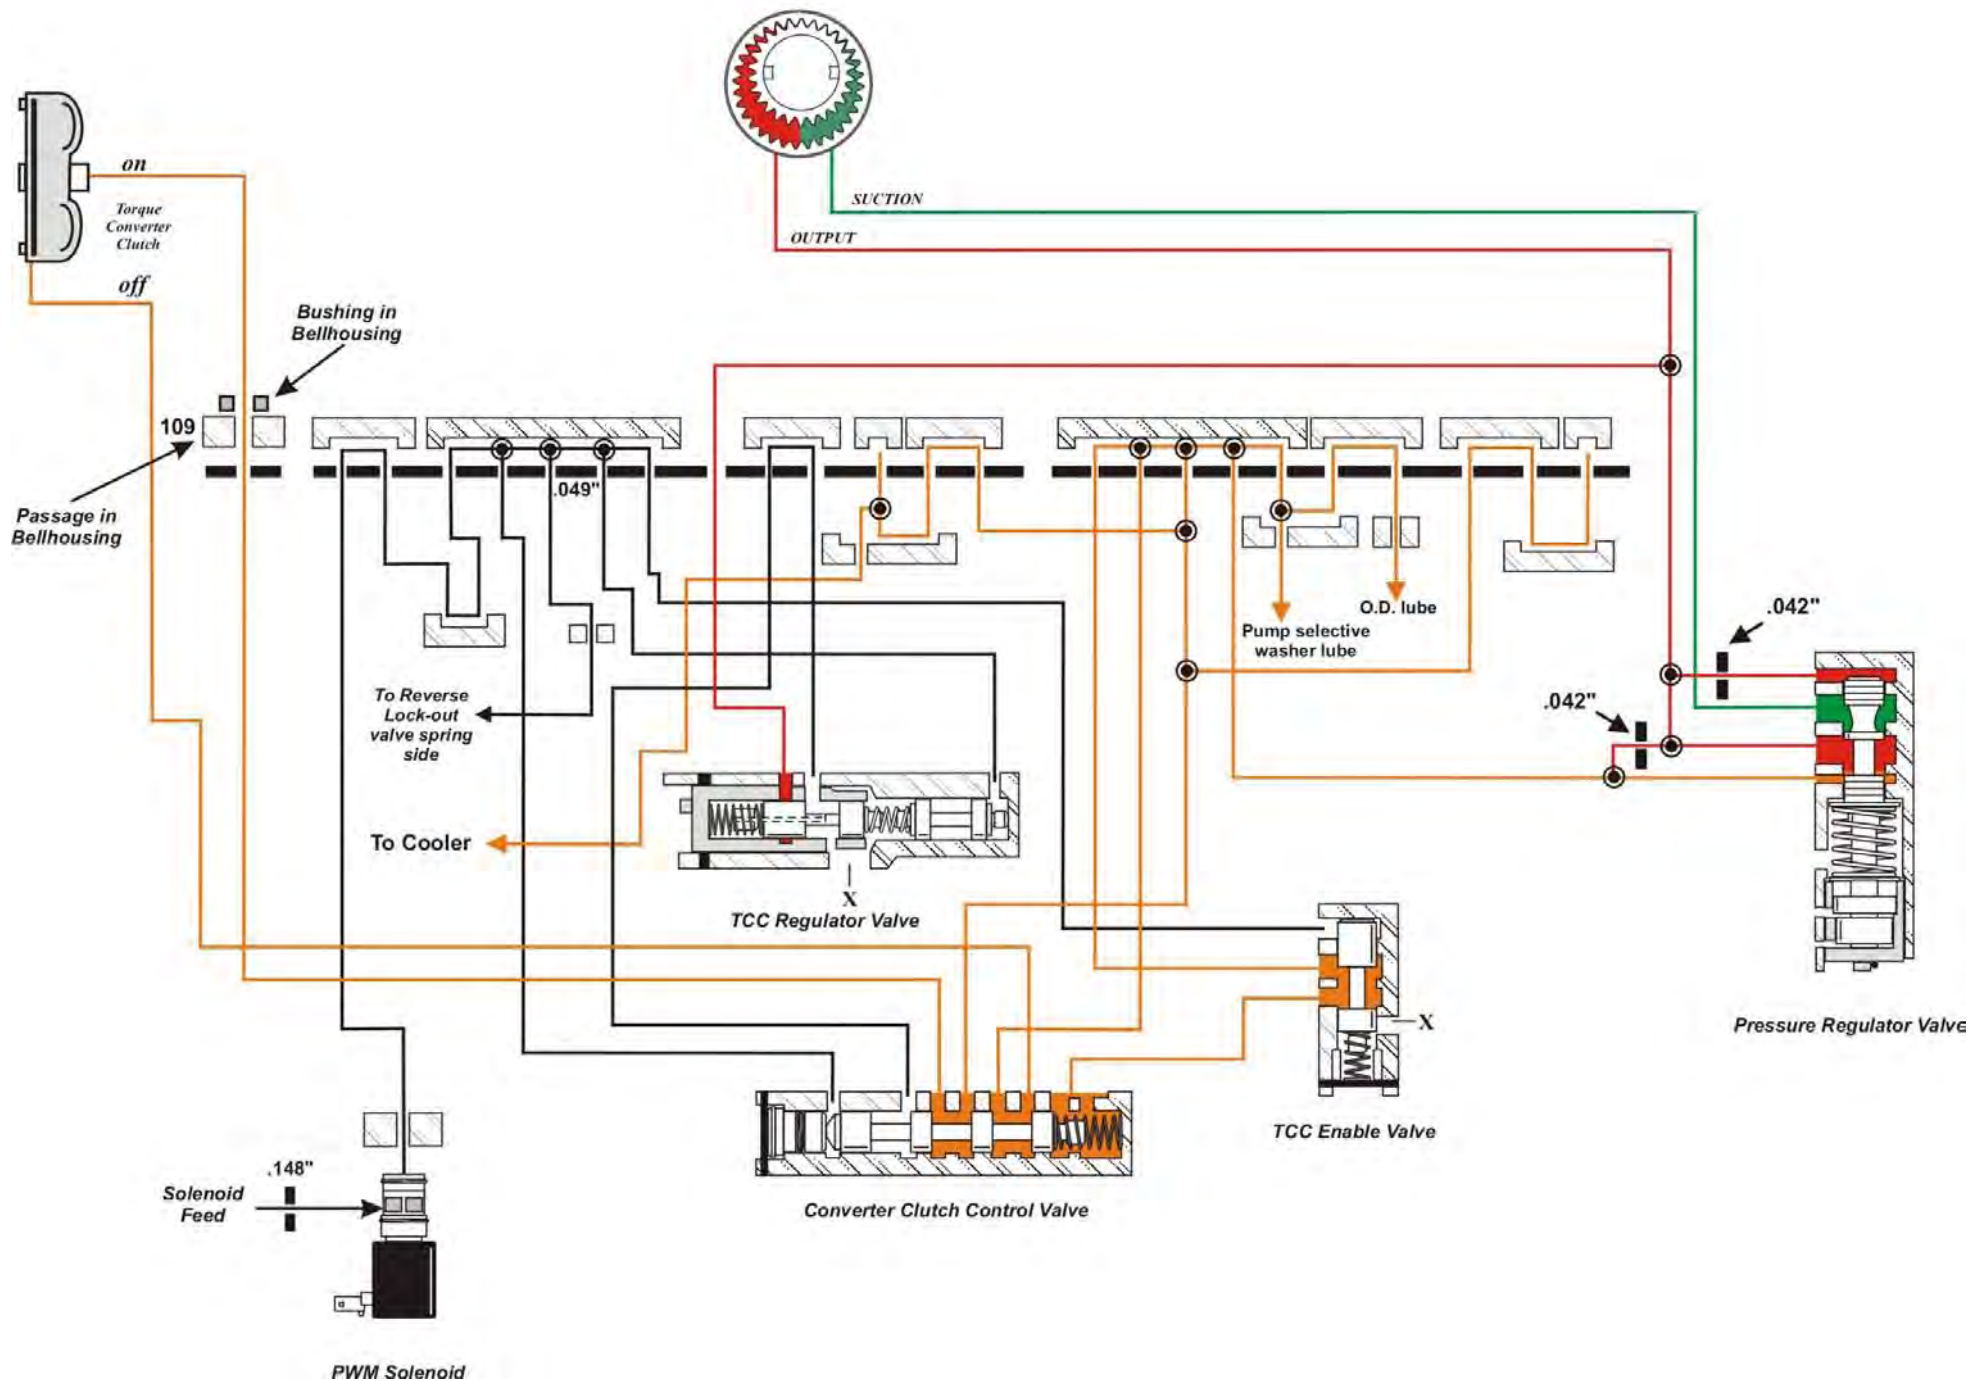 on
Torque
Converter
Clutch
off
SUCTION
OUTPUT
Bushing in
Bellhousing
109
Passage in
Bellhousing
.049"
To Reverse
Lock-out
valve spring
side
To Cooler
X
TCC Regulator Valve
Pump selective
washer lube
O.D. lube
.042"
.042"
Pressure Regulator Valve
X
TCC Enable Valve
Converter Clutch Control Valve
.148"
Solenoid
Feed
PWM Solenoid